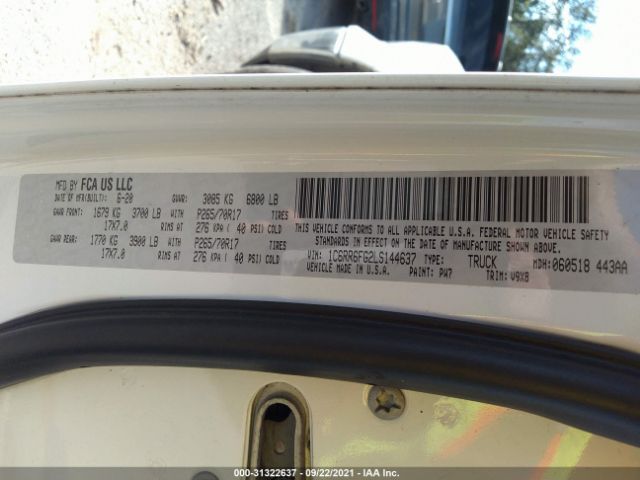 MFD BY FCA US LLC
DATE OF MFR(BUILT): 6-20 GVWR: 3085 KG 6800 LB
GAWR FRONT: 1679 KG 3700 LB WITH P265/70R17 TIRES
17X7.0 RIMS AT 276 KPA ( 40 PSI) COLD
GAWR REAR: 1770 KG 3900 LB WITH P265/70R17 TIRES
17X7.0 RIMS AT 276 KPA ( 40 PSI) COLD
THIS VEHICLE CONFORMS TO ALL APPLICABLE U.S.A. FEDERAL MOTOR VEHICLE SAFETY
STANDARDS IN EFFECT ON THE DATE OF MANUFACTURE SHOWN ABOVE.
VIN: 1C6RR6FG2LS144637 TYPE: TRUCK MDH: 060518 443AA
VEHICLE MADE IN U.S.A. PAINT: PW7 TRIM: V9X8
000-31322637 - 09/22/2021 - IAA Inc.